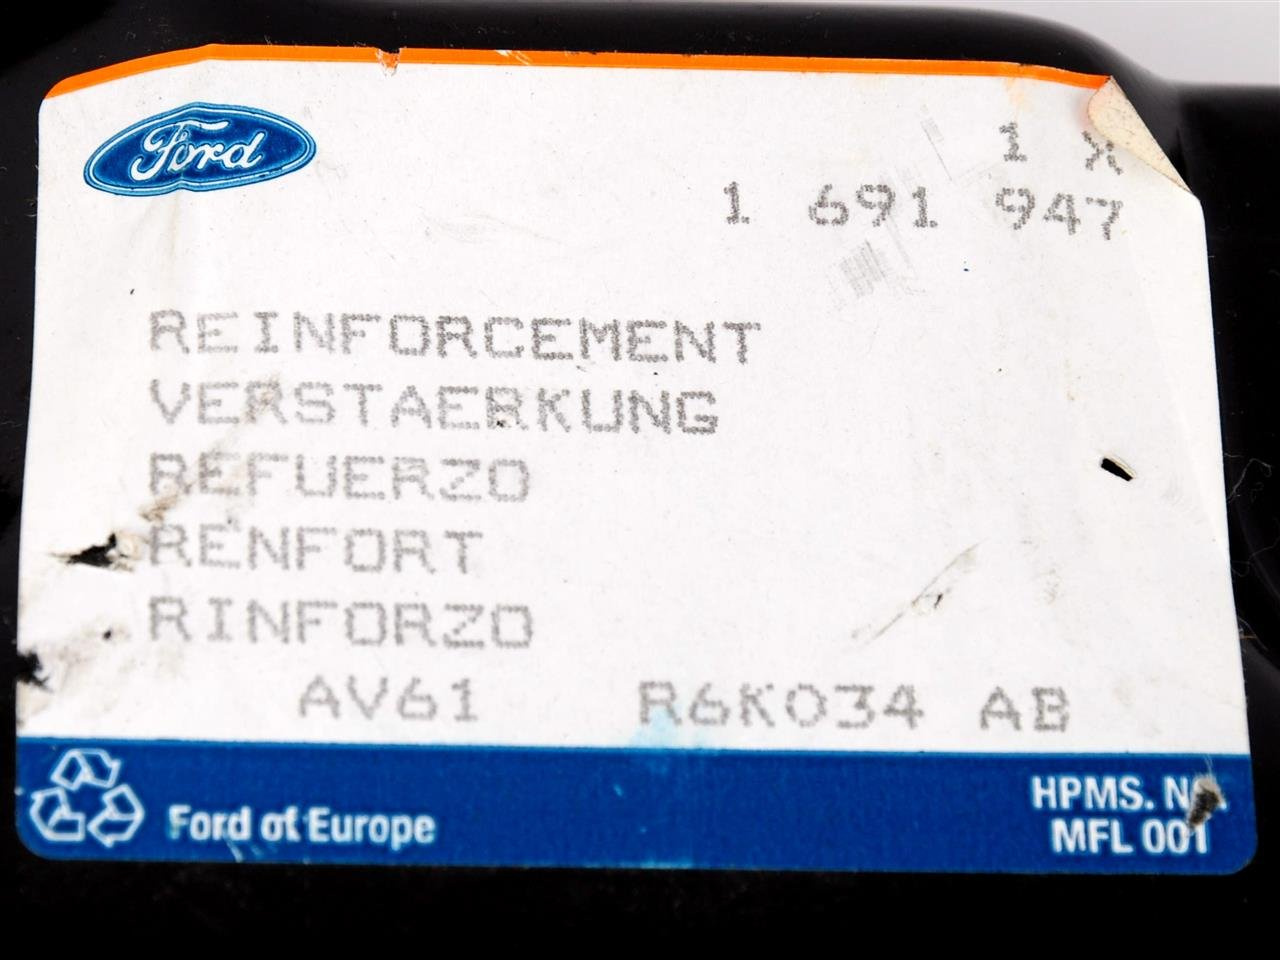 Ford
1 X
1 691 947
REINFORCEMENT
VERSTAERKUNG
REFUERZO
RENFORT
RINFORZO
AV61 R6K034 AB
Ford of Europe
HPMS. No.
MFL 001